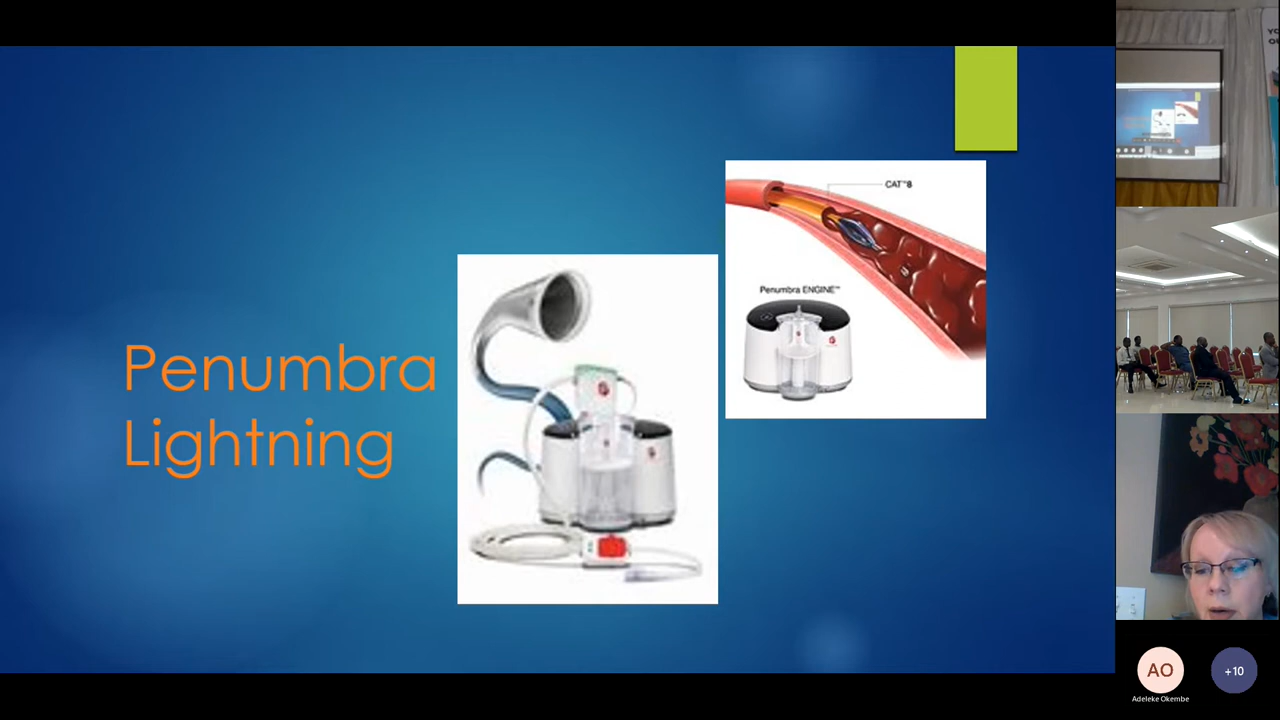 Penumbra
Lightning
CAT™8
Penumbra ENGINE™
AO
Adeleke Okembe
+10